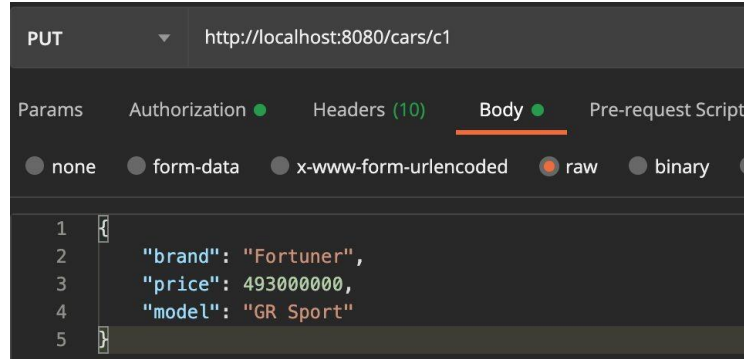 PUT http://localhost:8080/cars/c1
Params Authorization Headers (10) Body Pre-request Script
none form-data x-www-form-urlencoded raw binary
1 {
2 "brand": "Fortuner",
3 "price": 493000000,
4 "model": "GR Sport"
5 }